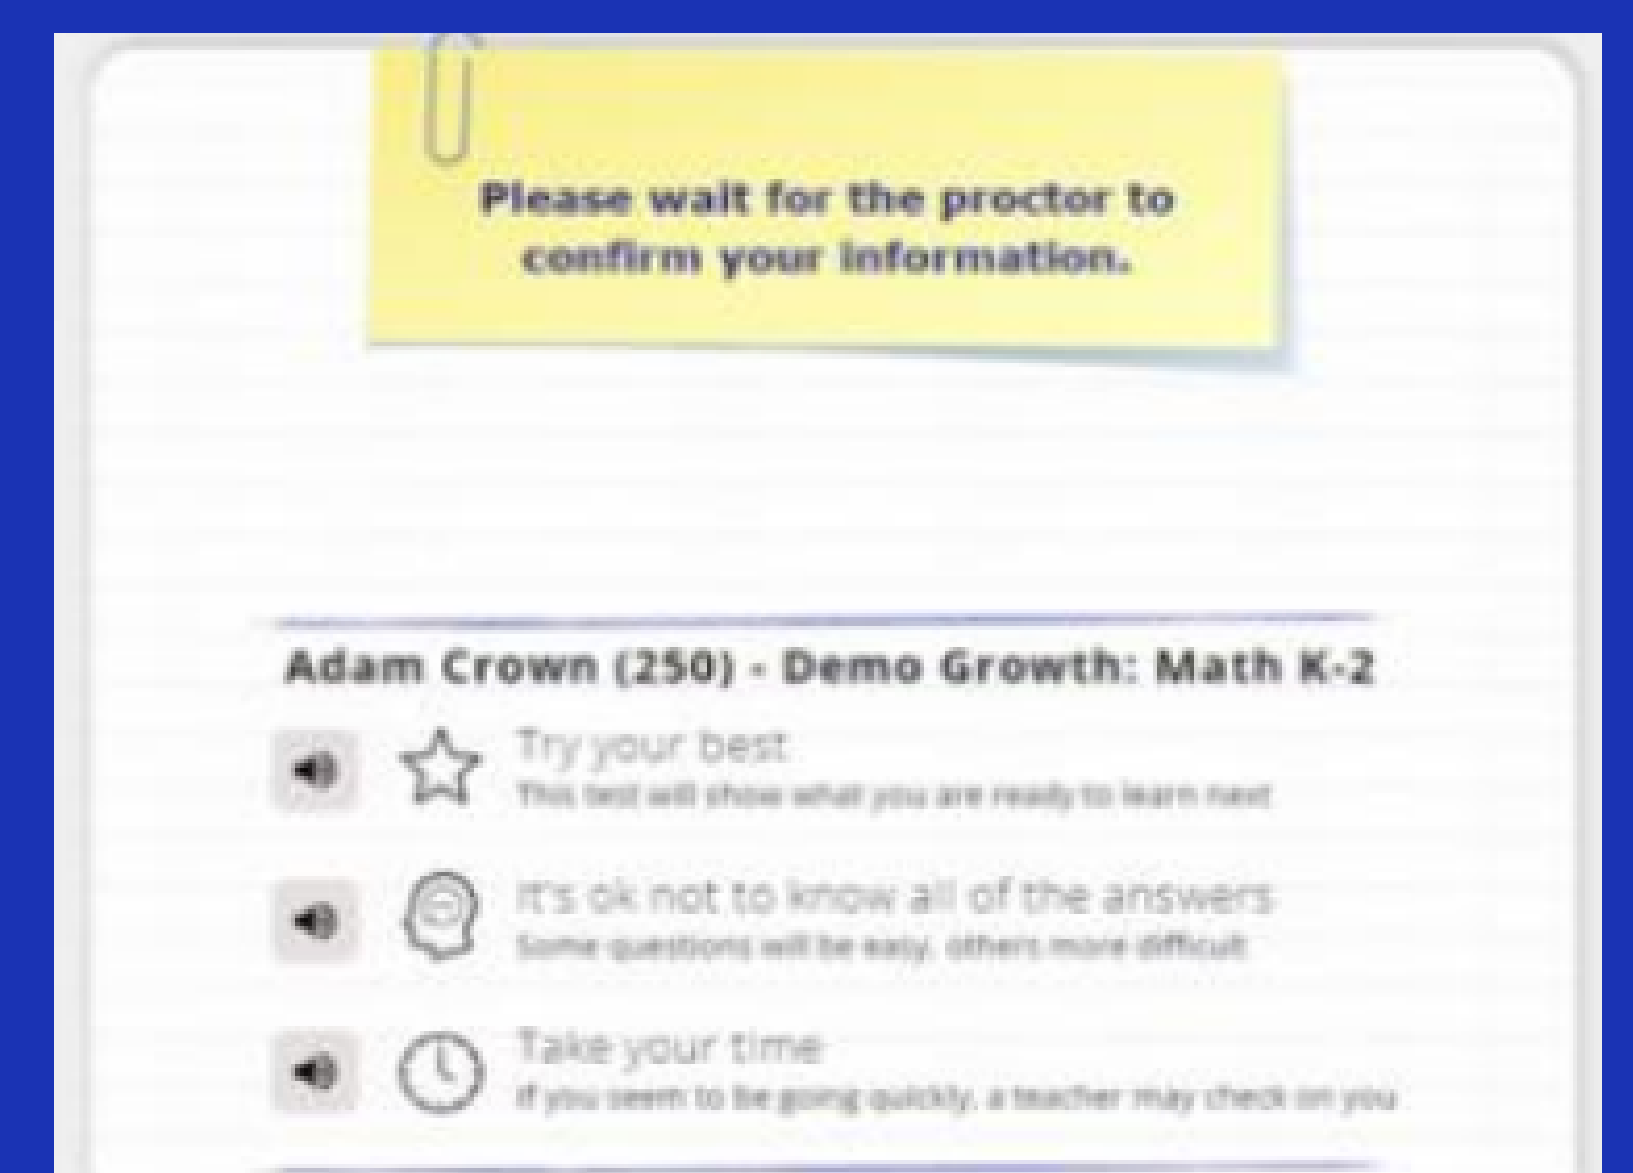 Please wait for the proctor to
confirm your information.
Adam Crown (250) - Demo Growth: Math K-2
Try your best
This test will show what you are ready to learn next
It's ok not to know all of the answers
Some questions will be easy, others more difficult
Take your time
If you seem to be going quickly, a teacher may check on you